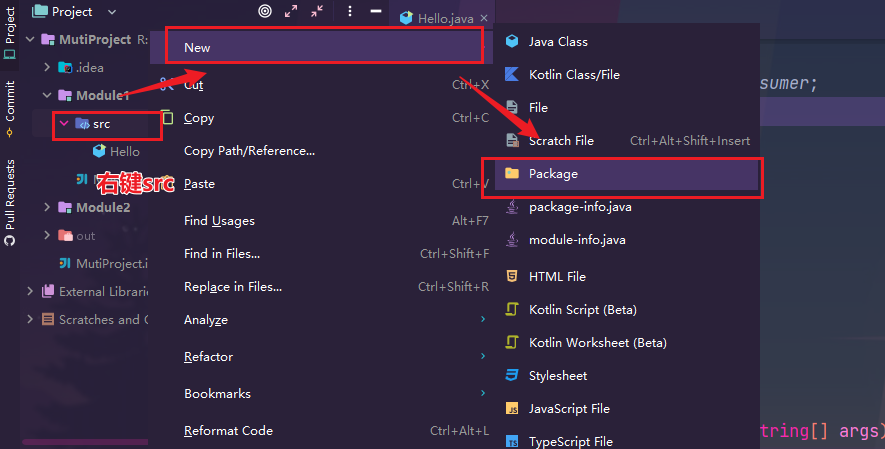 Project
Commit
Pull Requests
Project
MutiProject R:
.idea
Module1
src
Hello
右键src
Module2
out
MutiProject.i
External Librarie
Scratches and C
Hello.java
New
Cut Ctrl+X
Copy Ctrl+C
Copy Path/Reference...
Paste Ctrl+V
Find Usages Alt+F7
Find in Files... Ctrl+Shift+F
Replace in Files... Ctrl+Shift+R
Analyze
Refactor
Bookmarks
Reformat Code Ctrl+Alt+L
Java Class
Kotlin Class/File
File
Scratch File Ctrl+Alt+Shift+Insert
Package
package-info.java
module-info.java
HTML File
Kotlin Script (Beta)
Kotlin Worksheet (Beta)
Stylesheet
JavaScript File
TypeScript File
sumer;
tring[] args)